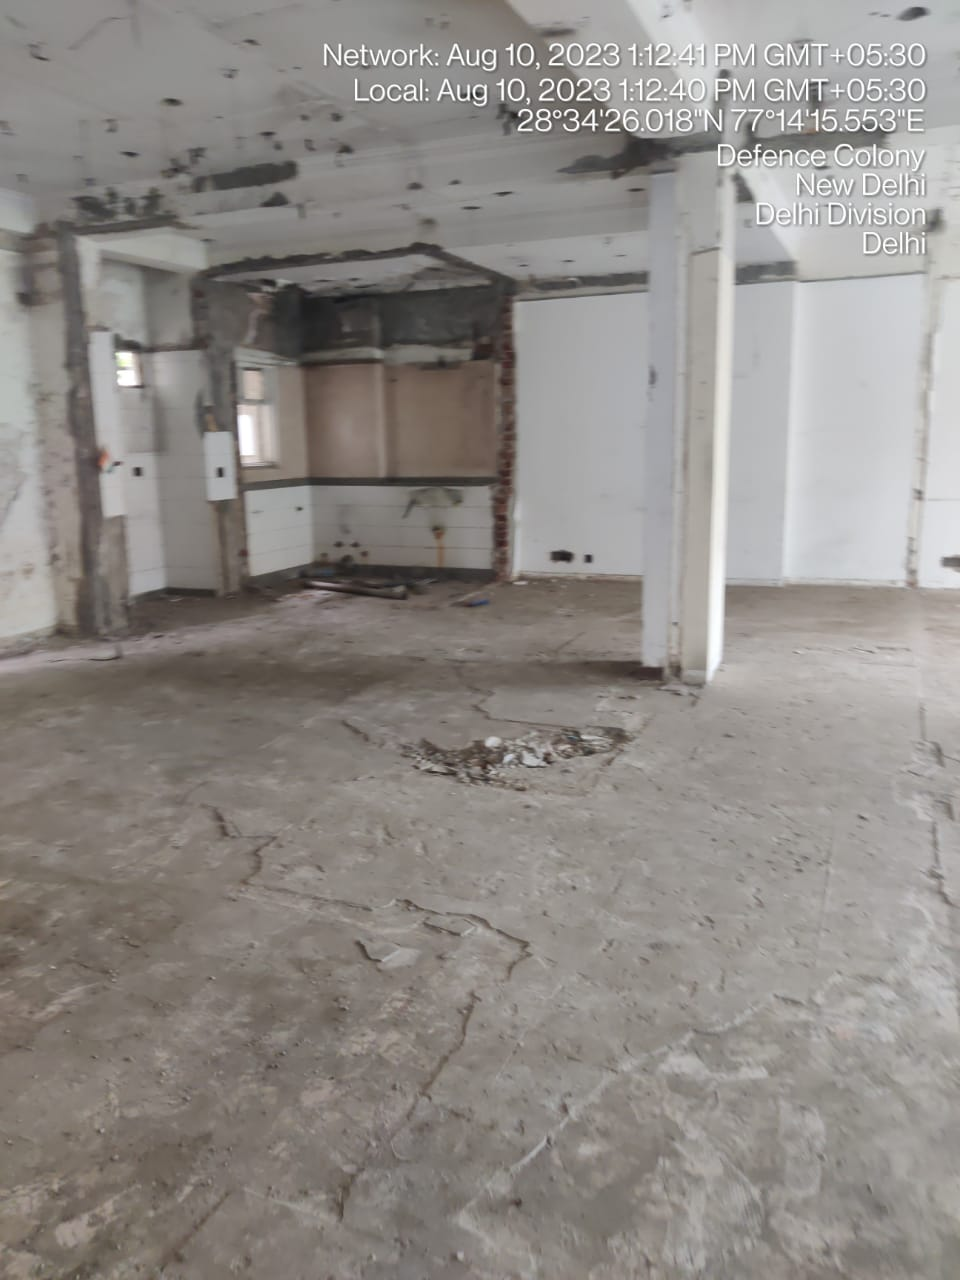 Network: Aug 10, 2023 1:12:41 PM GMT+05:30
Local: Aug 10, 2023 1:12:40 PM GMT+05:30
28°34'26.018"N 77°14'15.553"E
Defence Colony
New Delhi
Delhi Division
Delhi